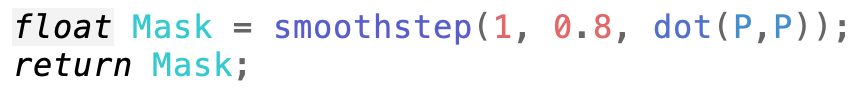 float Mask = smoothstep(1, 0.8, dot(P,P));
return Mask;